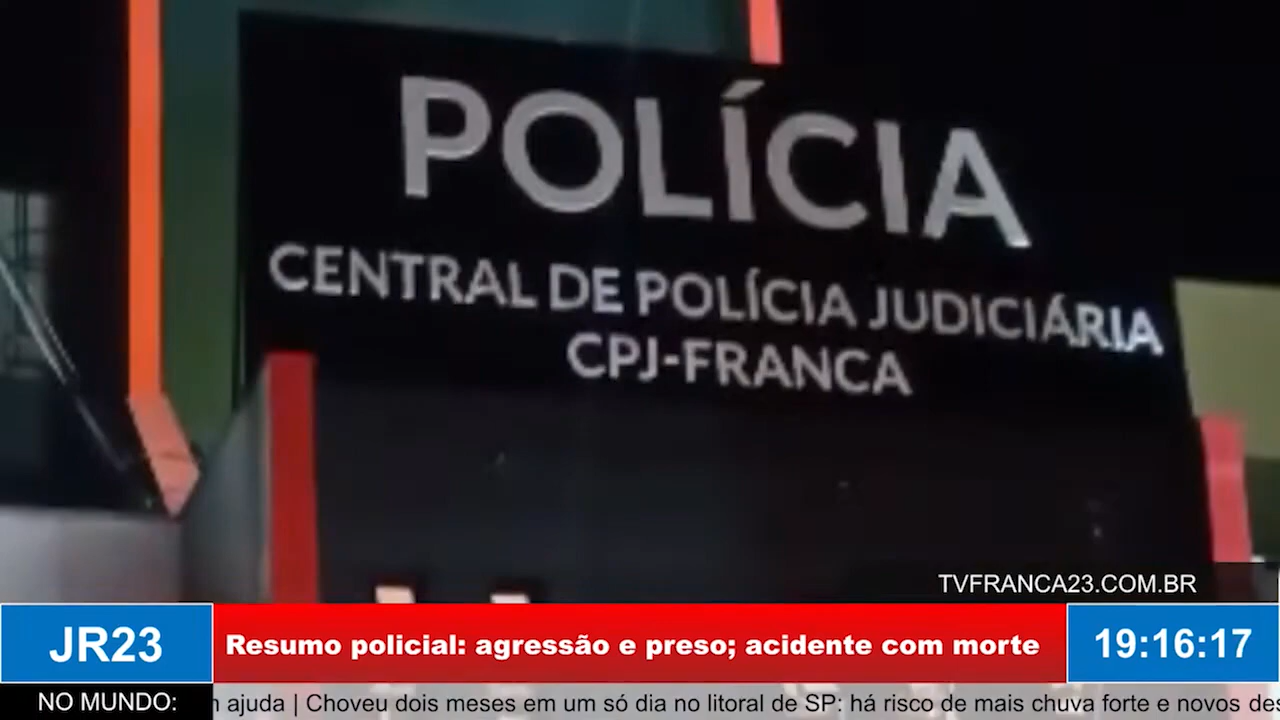 POLÍCIA
CENTRAL DE POLÍCIA JUDICIÁRIA
CPJ-FRANCA
TVFRANCA23.COM.BR
JR23
Resumo policial: agressão e preso; acidente com morte
19:16:17
NO MUNDO:
ajuda | Choveu dois meses em um só dia no litoral de SP: há risco de mais chuva forte e novos